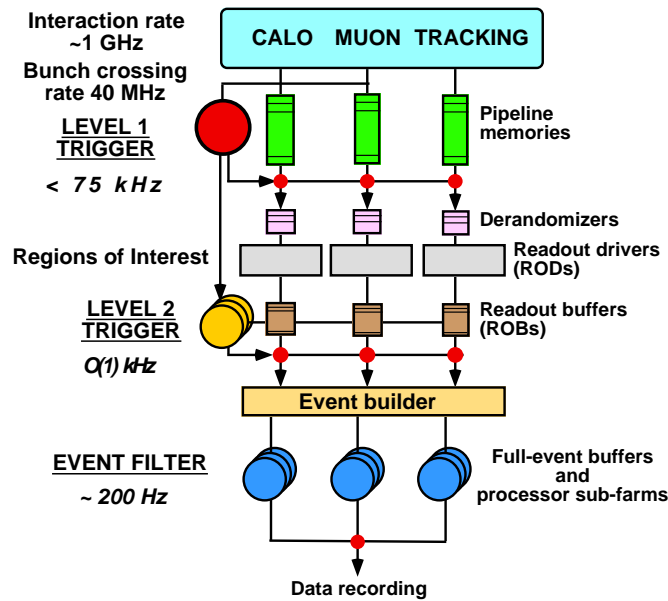 Interaction rate
~1 GHz
CALO MUON TRACKING
Bunch crossing
rate 40 MHz
Pipeline
memories
LEVEL 1
TRIGGER
< 75 kHz
Derandomizers
Regions of Interest
Readout drivers
(RODs)
LEVEL 2
TRIGGER
Readout buffers
(ROBs)
O(1) kHz
Event builder
EVENT FILTER
~ 200 Hz
Full-event buffers
and
processor sub-farms
Data recording